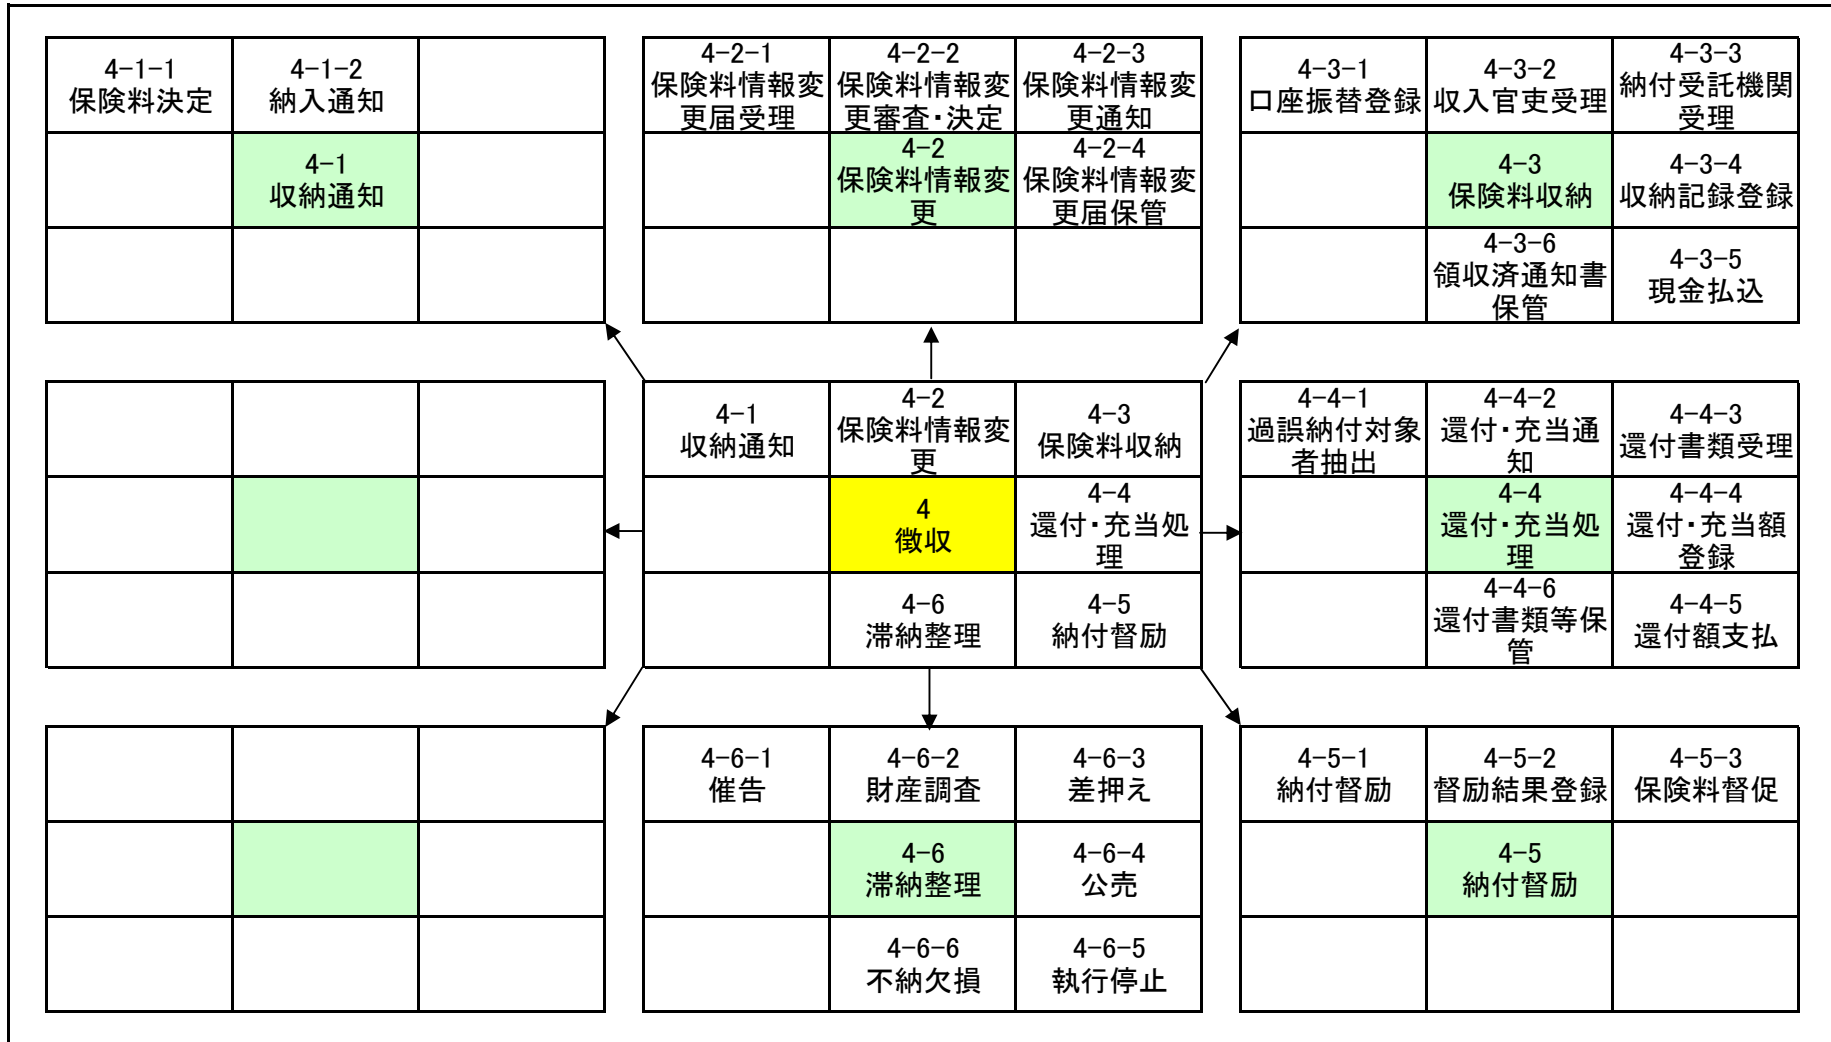 4-1-1
保険料決定
4-1-2
納入通知
4-1
収納通知
4-2-1
保険料情報変
更届受理
4-2-2
保険料情報変
更審査・決定
4-2-3
保険料情報変
更通知
4-2
保険料情報変
更
4-2-4
保険料情報変
更届保管
4-3-1
口座振替登録
4-3-2
収入官吏受理
4-3-3
納付受託機関
受理
4-3
保険料収納
4-3-4
収納記録登録
4-3-6
領収済通知書
保管
4-3-5
現金払込
4-1
収納通知
4-2
保険料情報変
更
4-3
保険料収納
4
徴収
4-4
還付・充当処
理
4-6
滞納整理
4-5
納付督励
4-4-1
過誤納付対象
者抽出
4-4-2
還付・充当通
知
4-4-3
還付書類受理
4-4
還付・充当処
理
4-4-4
還付・充当額
登録
4-4-6
還付書類等保
管
4-4-5
還付額支払
4-6-1
催告
4-6-2
財産調査
4-6-3
差押え
4-6
滞納整理
4-6-4
公売
4-6-6
不納欠損
4-6-5
執行停止
4-5-1
納付督励
4-5-2
督励結果登録
4-5-3
保険料督促
4-5
納付督励